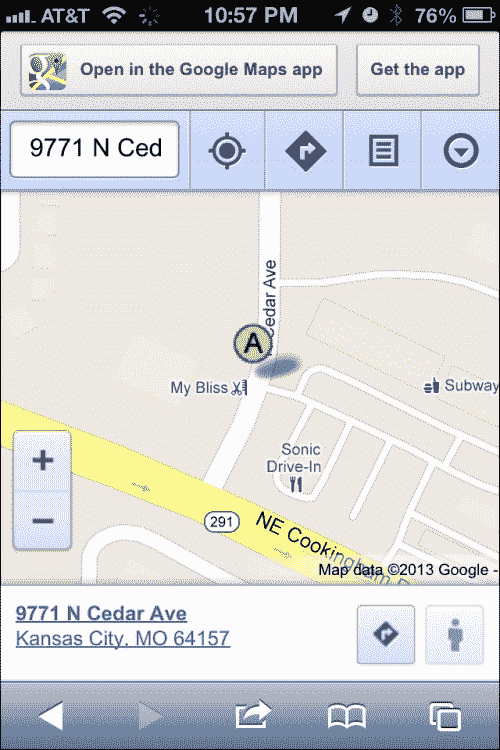 AT&T 10:57 PM 76%
Open in the Google Maps app Get the app
9771 N Ced
Cedar Ave
A
My Bliss
Subway
Sonic
Drive-In
+
291
NE Cookingham
−
Map data ©2013 Google -
9771 N Cedar Ave
Kansas City, MO 64157